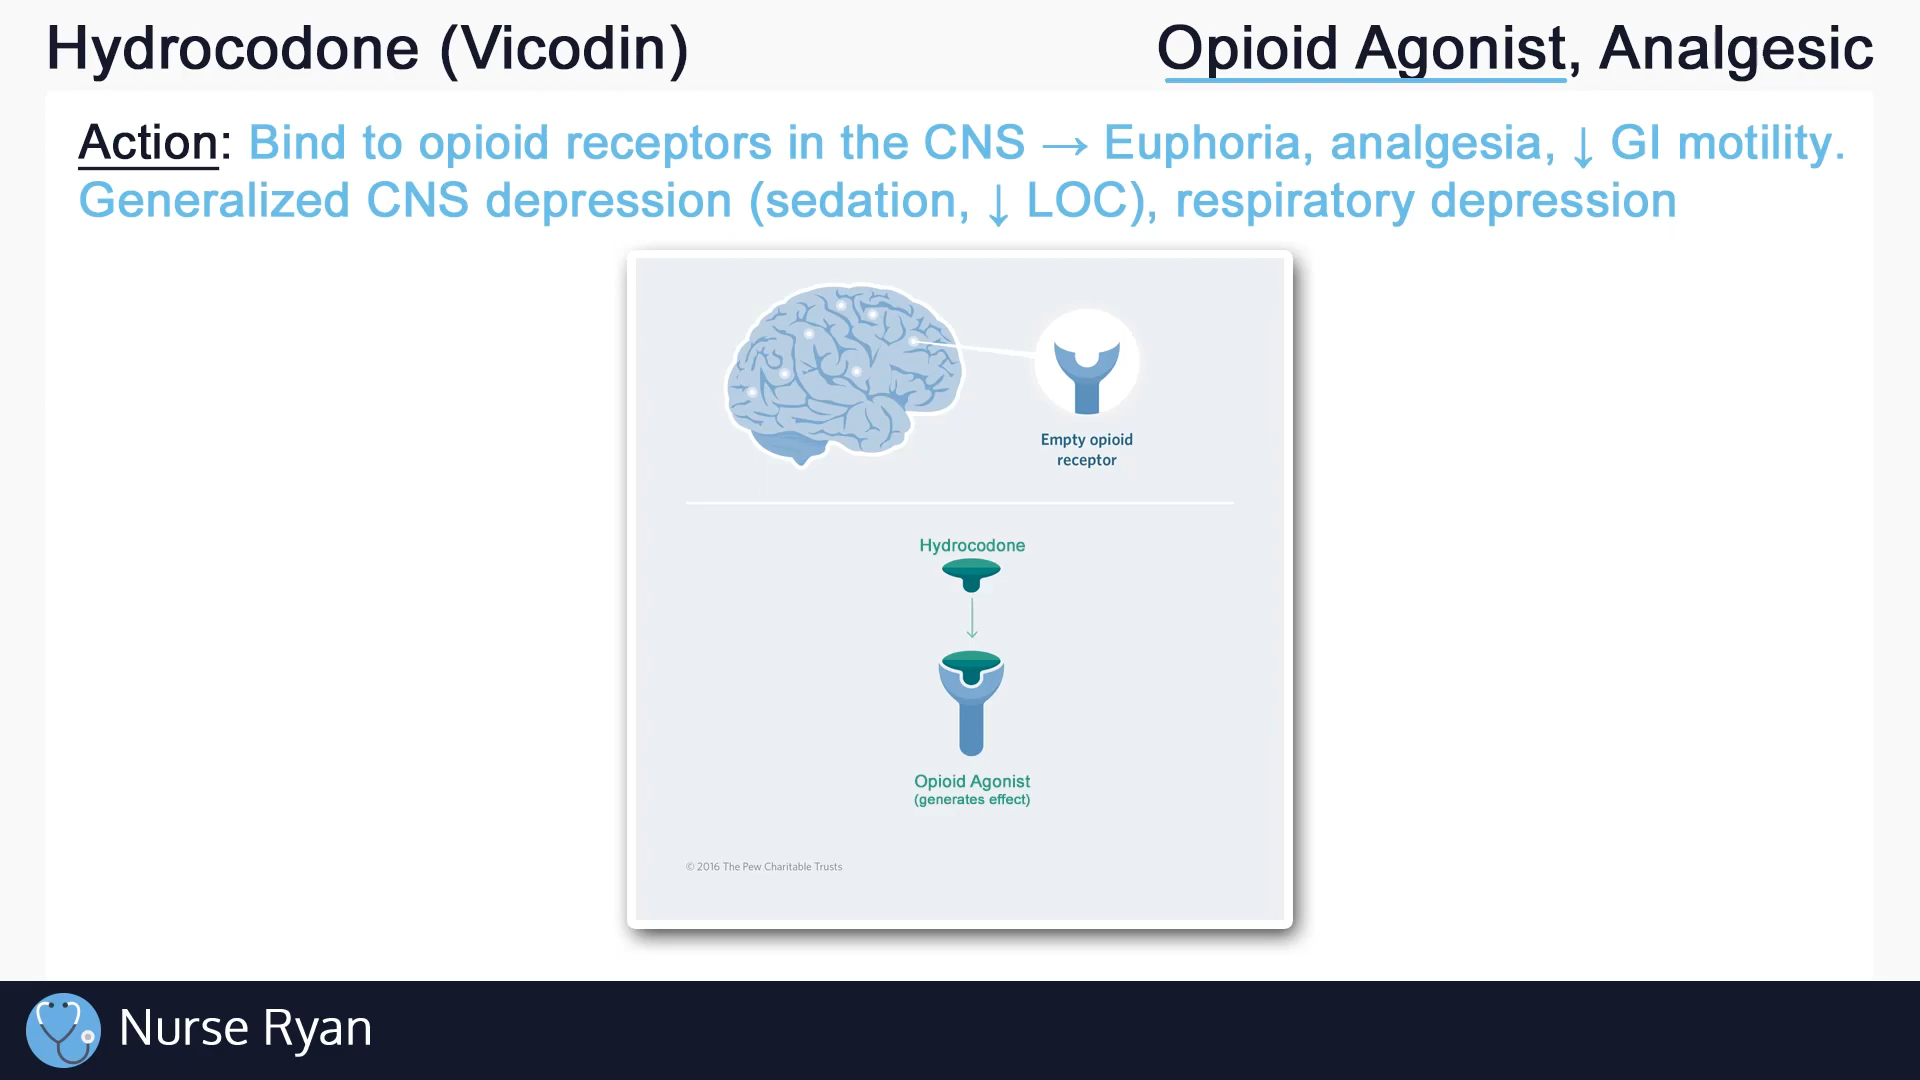 Hydrocodone (Vicodin)
Opioid Agonist, Analgesic
Action: Bind to opioid receptors in the CNS → Euphoria, analgesia, ↓ GI motility.
Generalized CNS depression (sedation, ↓ LOC), respiratory depression
Empty opioid
receptor
Hydrocodone
Opioid Agonist
(generates effect)
© 2016 The Pew Charitable Trusts
Nurse Ryan